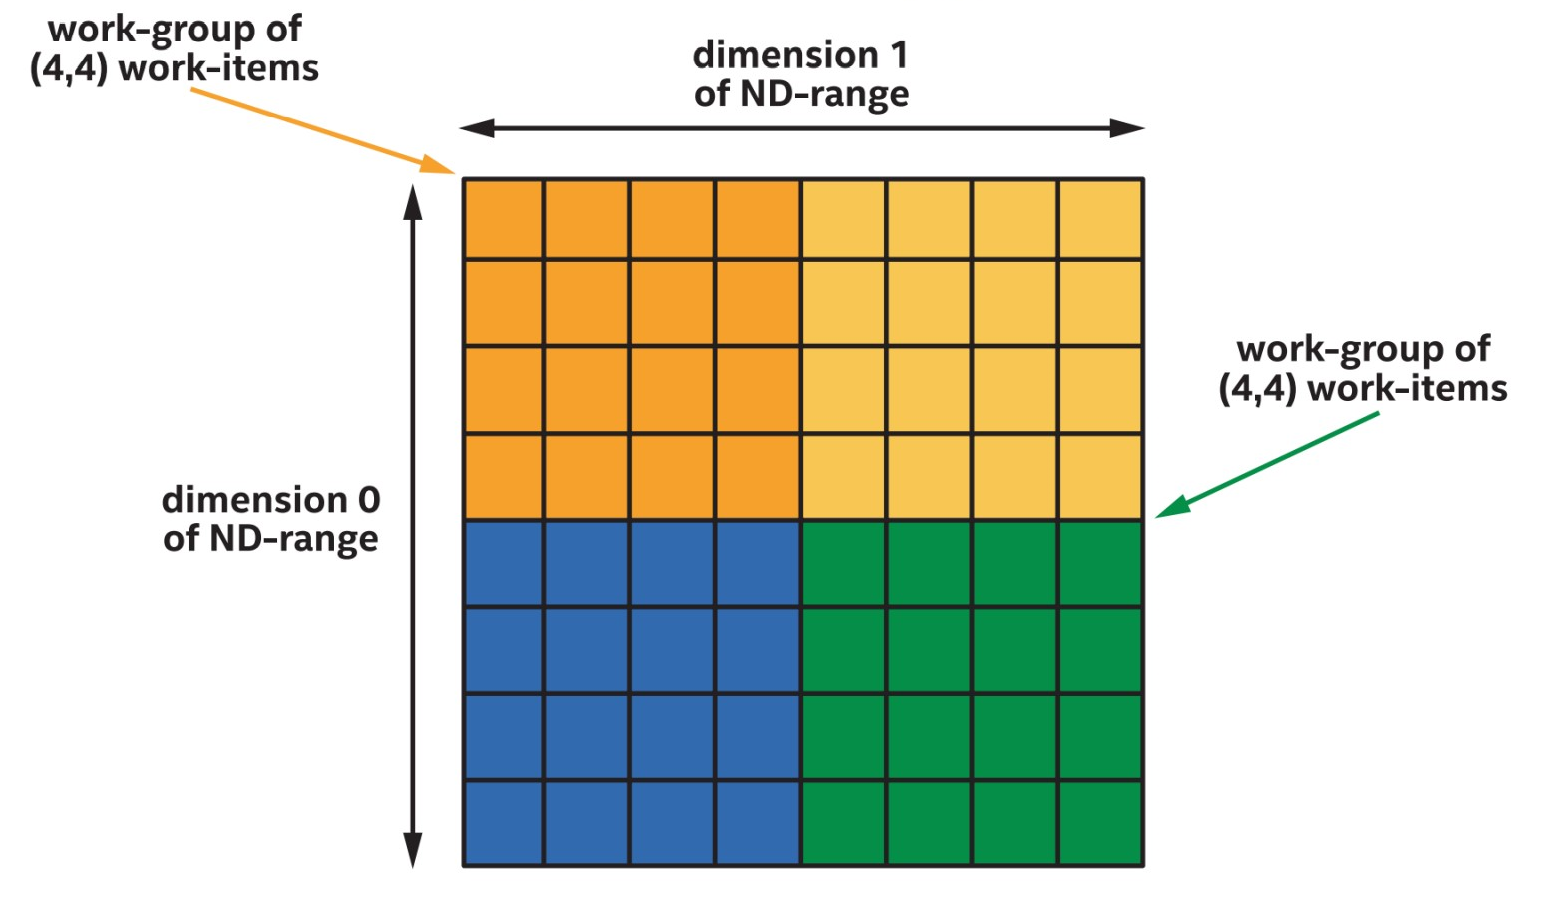 work-group of
(4,4) work-items
dimension 1
of ND-range
work-group of
(4,4) work-items
dimension 0
of ND-range